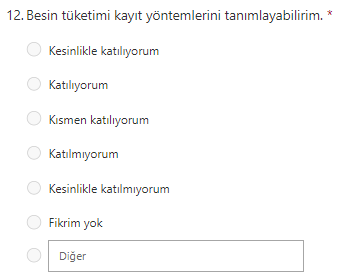 12. Besin tüketimi kayıt yöntemlerini tanımlayabilirim. *
Kesinlikle katılıyorum
Katılıyorum
Kısmen katılıyorum
Katılmıyorum
Kesinlikle katılmıyorum
Fikrim yok
Diğer